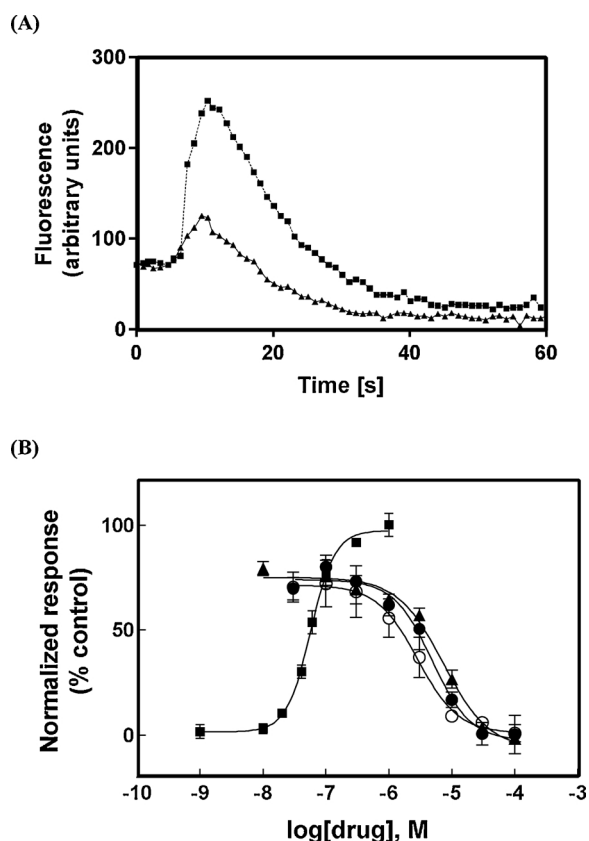 (A)
300
200
100
0
Fluorescence
(arbitrary units)
0 20 40 60
Time [s]
(B)
100
50
0
Normalized response
(% control)
-10 -9 -8 -7 -6 -5 -4 -3
log[drug], M